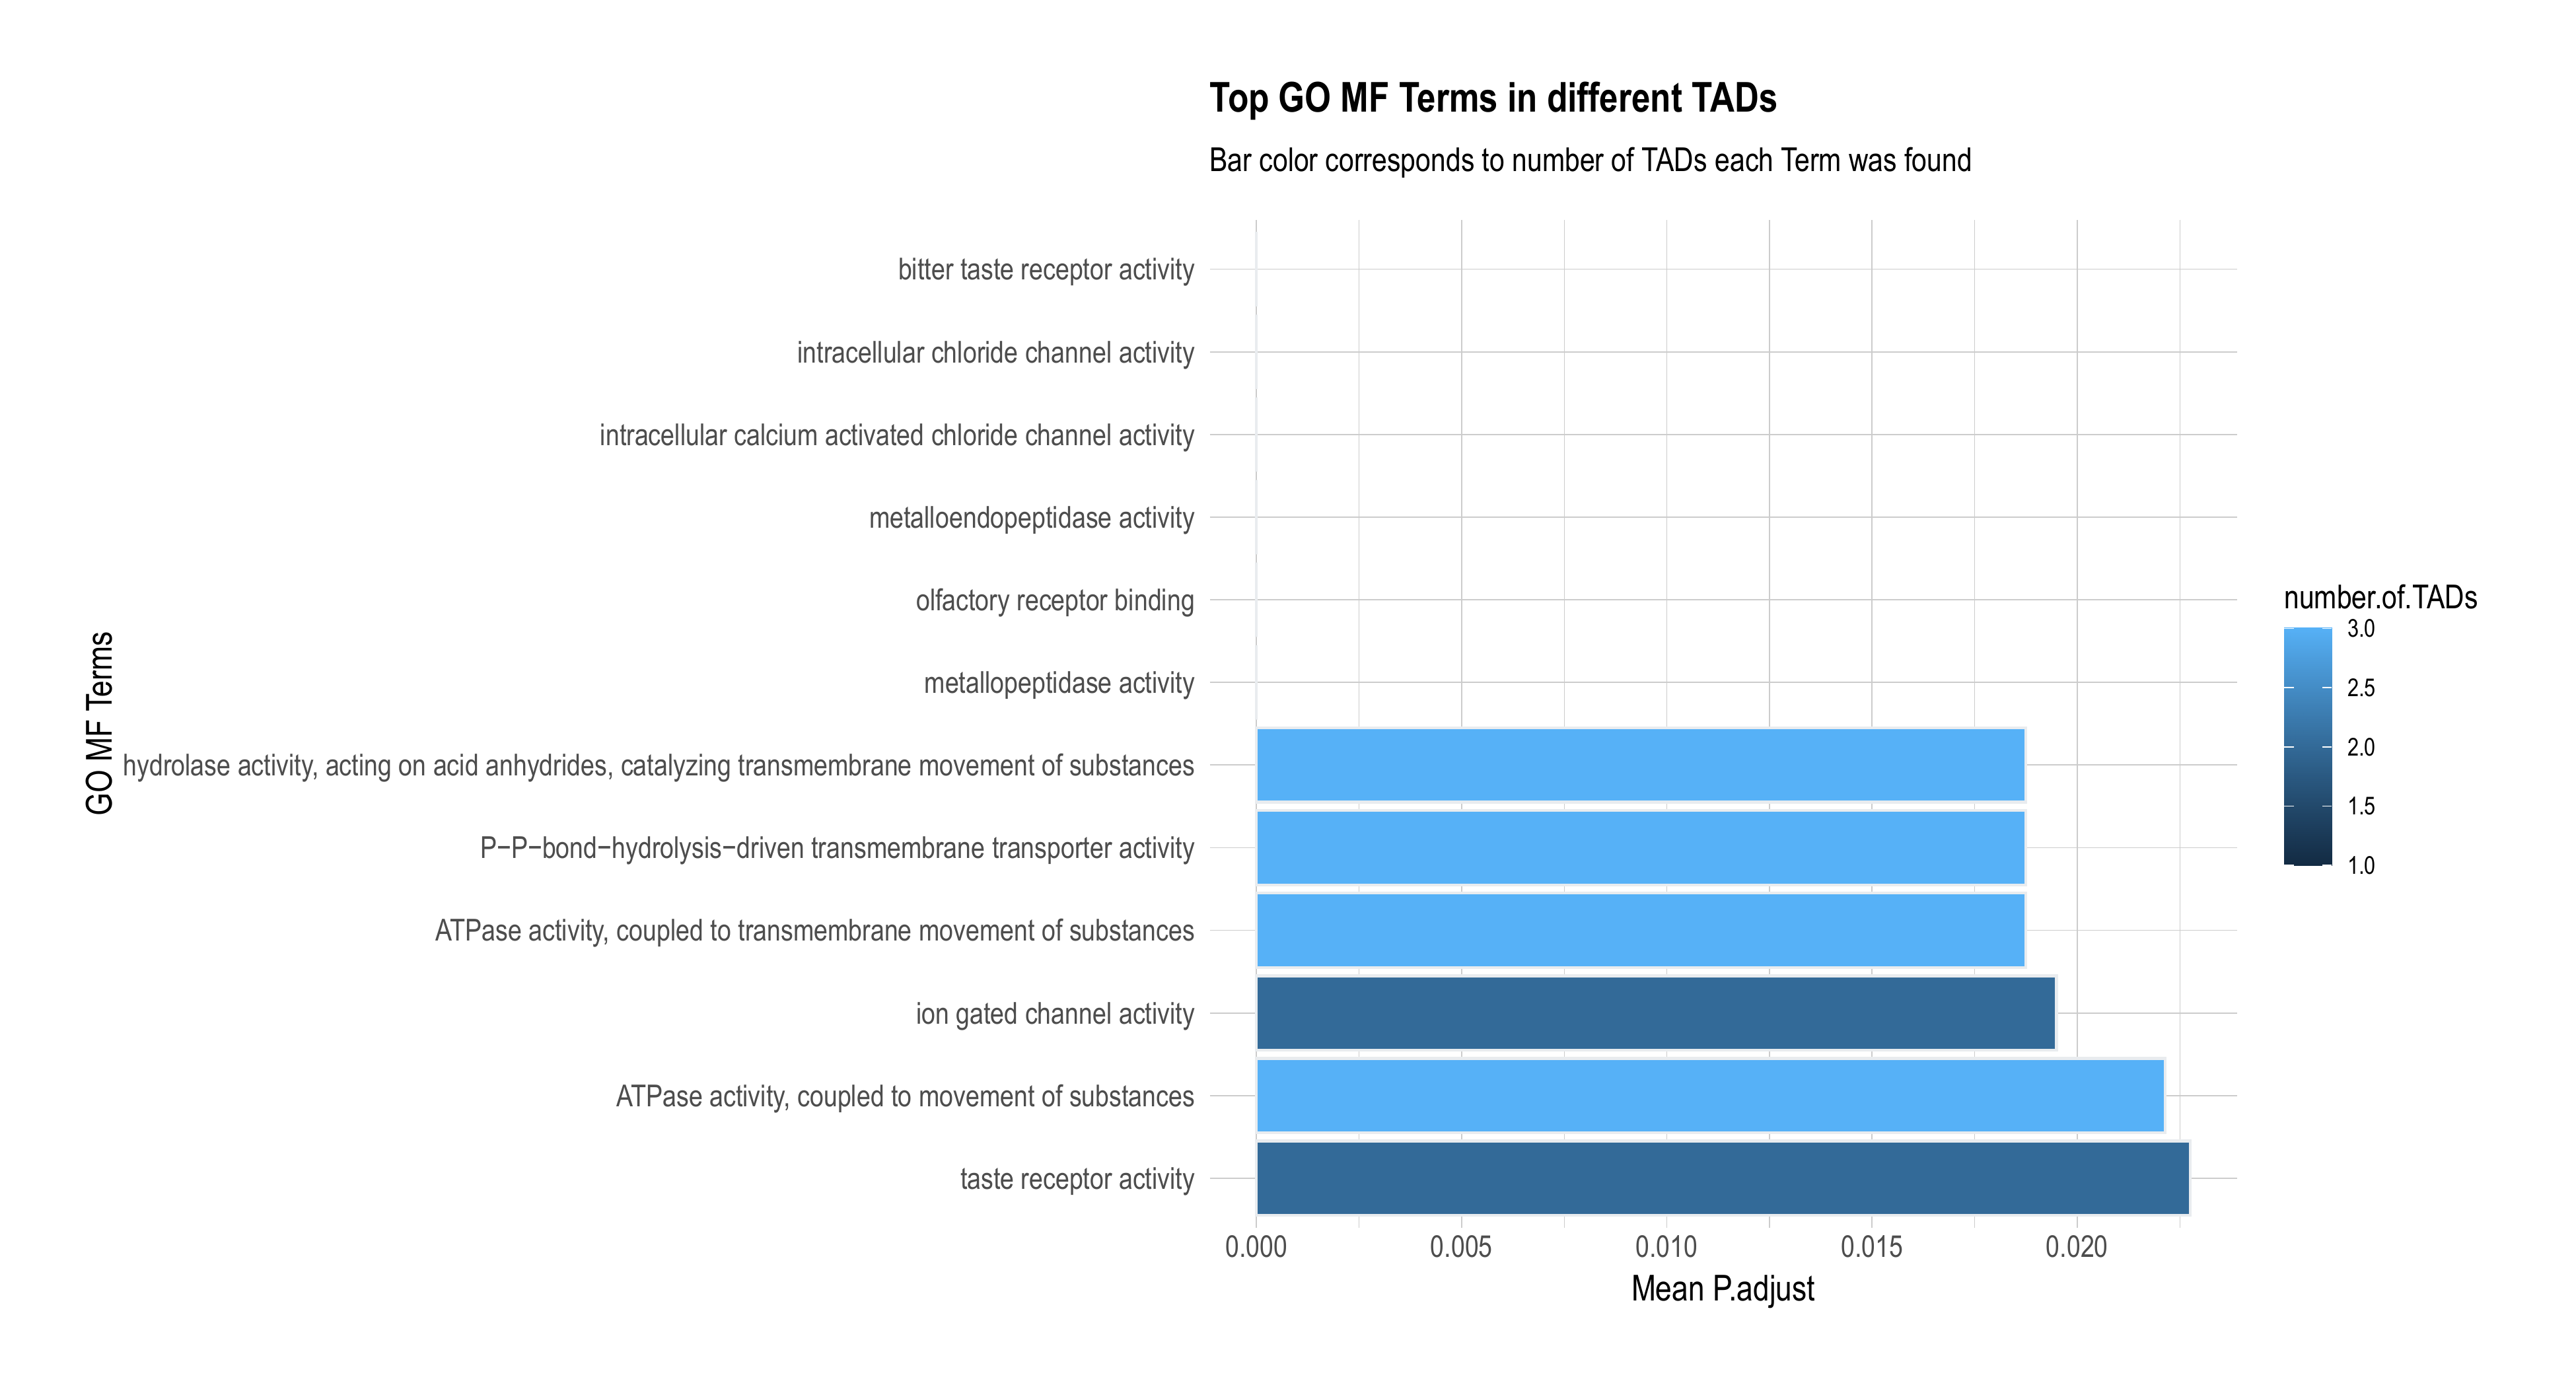 Top GO MF Terms in different TADs
Bar color corresponds to number of TADs each Term was found
GO MF Terms
bitter taste receptor activity
intracellular chloride channel activity
intracellular calcium activated chloride channel activity
metalloendopeptidase activity
olfactory receptor binding
metallopeptidase activity
hydrolase activity, acting on acid anhydrides, catalyzing transmembrane movement of substances
P−P−bond−hydrolysis−driven transmembrane transporter activity
ATPase activity, coupled to transmembrane movement of substances
ion gated channel activity
ATPase activity, coupled to movement of substances
taste receptor activity
0.000 0.005 0.010 0.015 0.020
Mean P.adjust
number.of.TADs
3.0
2.5
2.0
1.5
1.0